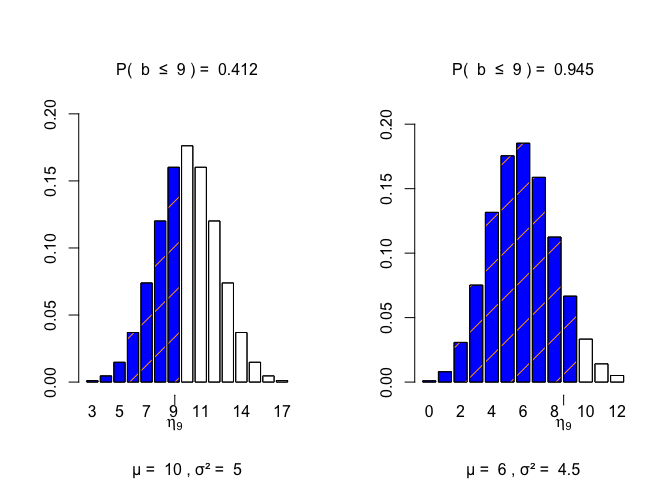 P( b ≤ 9 ) = 0.412
0.20
0.15
0.10
0.05
0.00
3 5 7 9 11 14 17
η₉
μ = 10 , σ² = 5
P( b ≤ 9 ) = 0.945
0.20
0.15
0.10
0.05
0.00
0 2 4 6 8 10 12
η₉
μ = 6 , σ² = 4.5